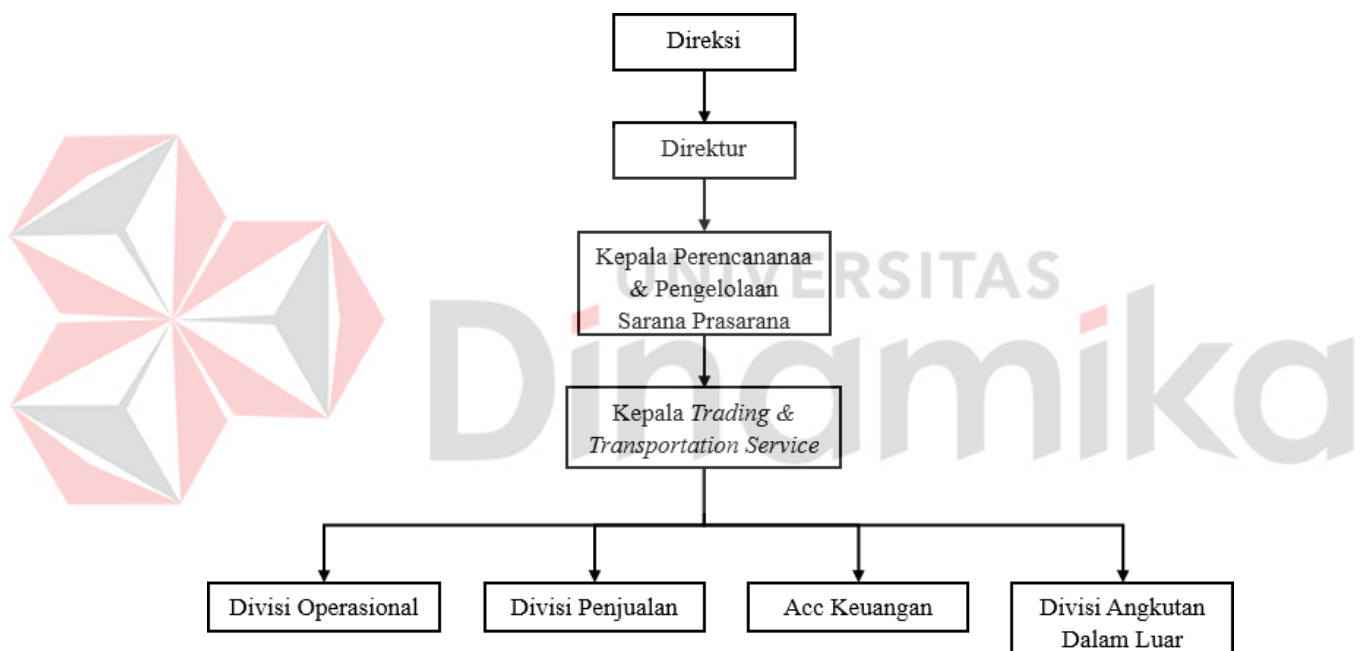 Direksi
Direktur
Kepala Perencananaa
& Pengelolaan
Sarana Prasarana
UNIVERSITAS
Dinamika
Kepala Trading &
Transportation Service
Divisi Operasional
Divisi Penjualan
Acc Keuangan
Divisi Angkutan
Dalam Luar